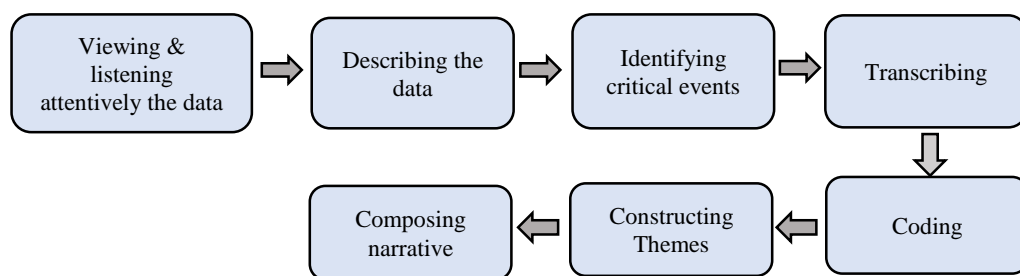 Viewing &
listening
attentively the data
Describing the
data
Identifying
critical events
Transcribing
Coding
Constructing
Themes
Composing
narrative